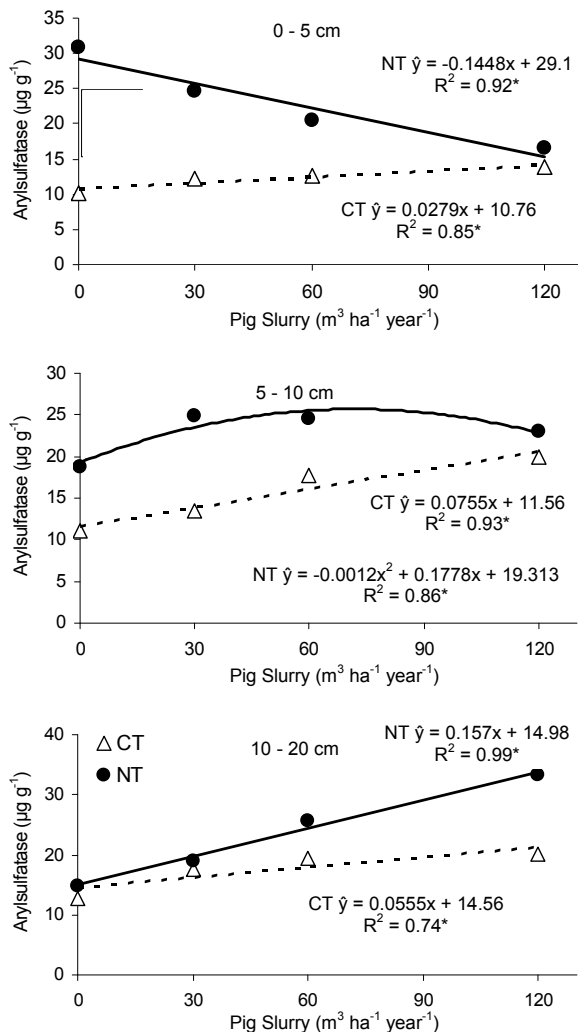 35
30
25
20
15
10
5
0
Arylsulfatase (µg g⁻¹)
0 - 5 cm
NT ŷ = -0.1448x + 29.1
R² = 0.92*
CT ŷ = 0.0279x + 10.76
R² = 0.85*
0 30 60 90 120
Pig Slurry (m³ ha⁻¹ year⁻¹)
30
25
20
15
10
5
0
Arylsulfatase (µg g⁻¹)
5 - 10 cm
CT ŷ = 0.0755x + 11.56
R² = 0.93*
NT ŷ = -0.0012x² + 0.1778x + 19.313
R² = 0.86*
0 30 60 90 120
Pig Slurry (m³ ha⁻¹ year⁻¹)
40
30
20
10
0
Arylsulfatase (µg g⁻¹)
CT
NT
10 - 20 cm
NT ŷ = 0.157x + 14.98
R² = 0.99*
CT ŷ = 0.0555x + 14.56
R² = 0.74*
0 30 60 90 120
Pig Slurry (m³ ha⁻¹ year⁻¹)